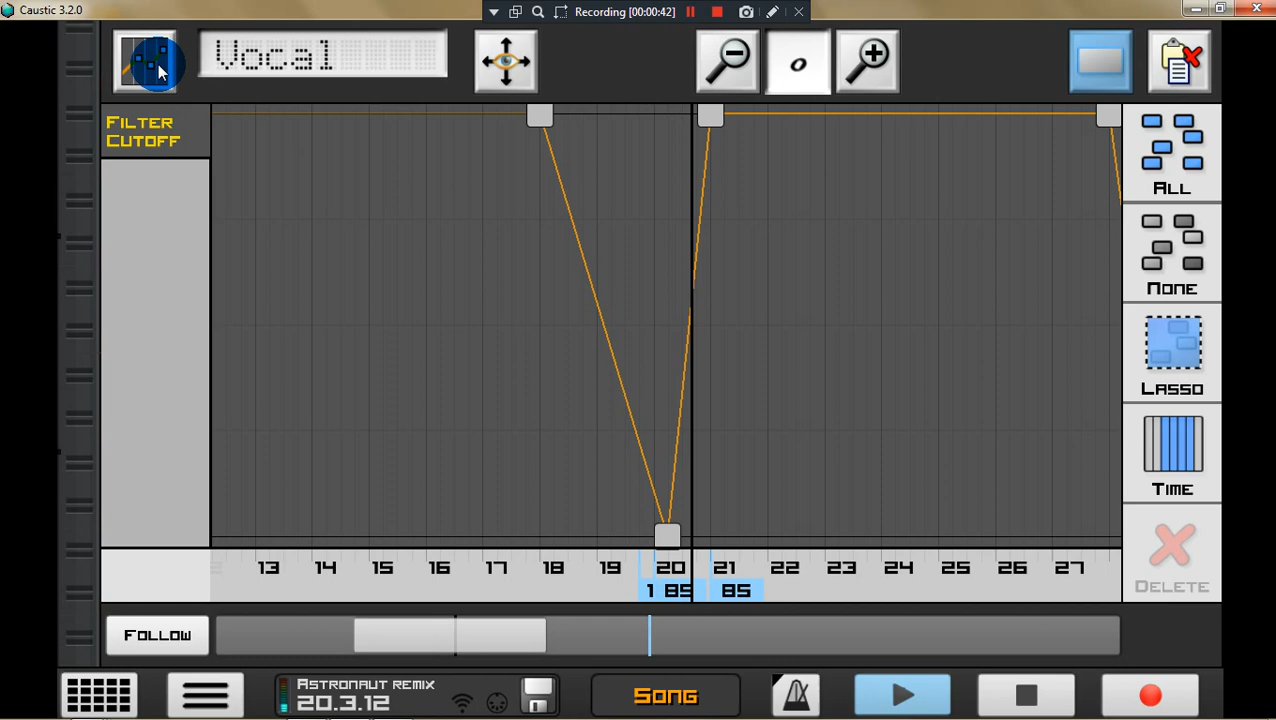 Caustic 3.2.0
Recording [00:00:42]
Vocal
FILTER
CUTOFF
ALL
NONE
LASSO
TIME
DELETE
13 14 15 16 17 18 19 20 21 22 23 24 25 26 27
1 85 85
FOLLOW
ASTRONAUT REMIX
20.3.12
SONG